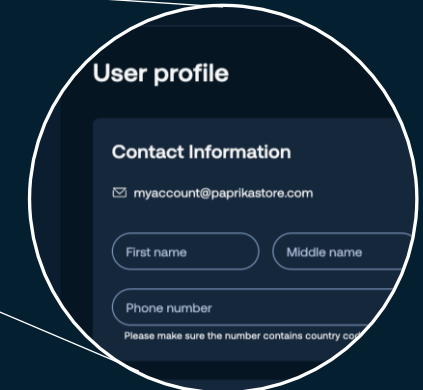 User profile
Contact Information
myaccount@paprikastore.com
First name Middle name
Phone number
Please make sure the number contains country